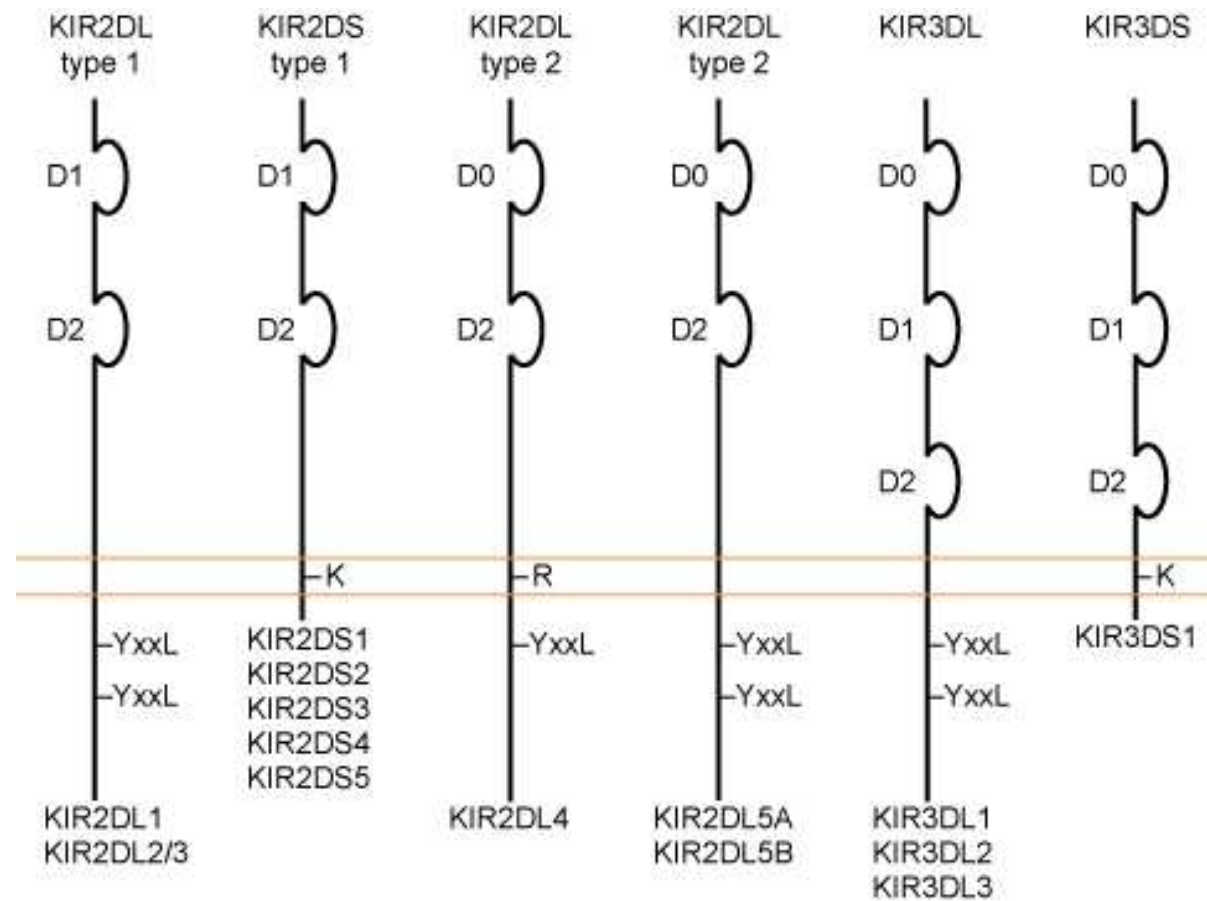 KIR2DL KIR2DS KIR2DL KIR2DL KIR3DL KIR3DS
type 1 type 1 type 2 type 2
D1 D1 D0 D0 D0 D0
D2 D2 D2 D2 D1 D1
D2 D2
K R K
YxxL YxxL YxxL YxxL
YxxL YxxL YxxL
KIR2DS1 KIR3DS1
KIR2DS2
KIR2DS3
KIR2DS4
KIR2DS5
KIR2DL1 KIR2DL4 KIR2DL5A KIR3DL1
KIR2DL2/3 KIR2DL5B KIR3DL2
KIR3DL3